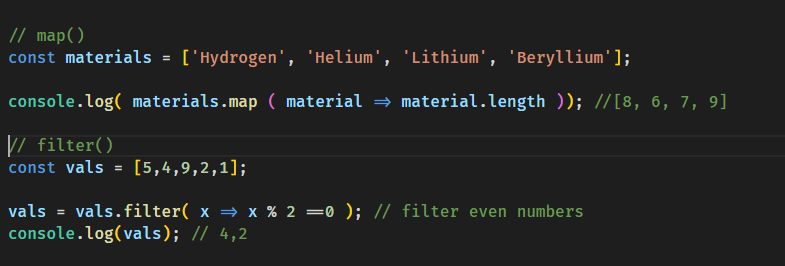 // map()
const materials = ['Hydrogen', 'Helium', 'Lithium', 'Beryllium'];
console.log( materials.map ( material => material.length )); //[8, 6, 7, 9]
// filter()
const vals = [5,4,9,2,1];
vals = vals.filter( x => x % 2 ==0 ); // filter even numbers
console.log(vals); // 4,2